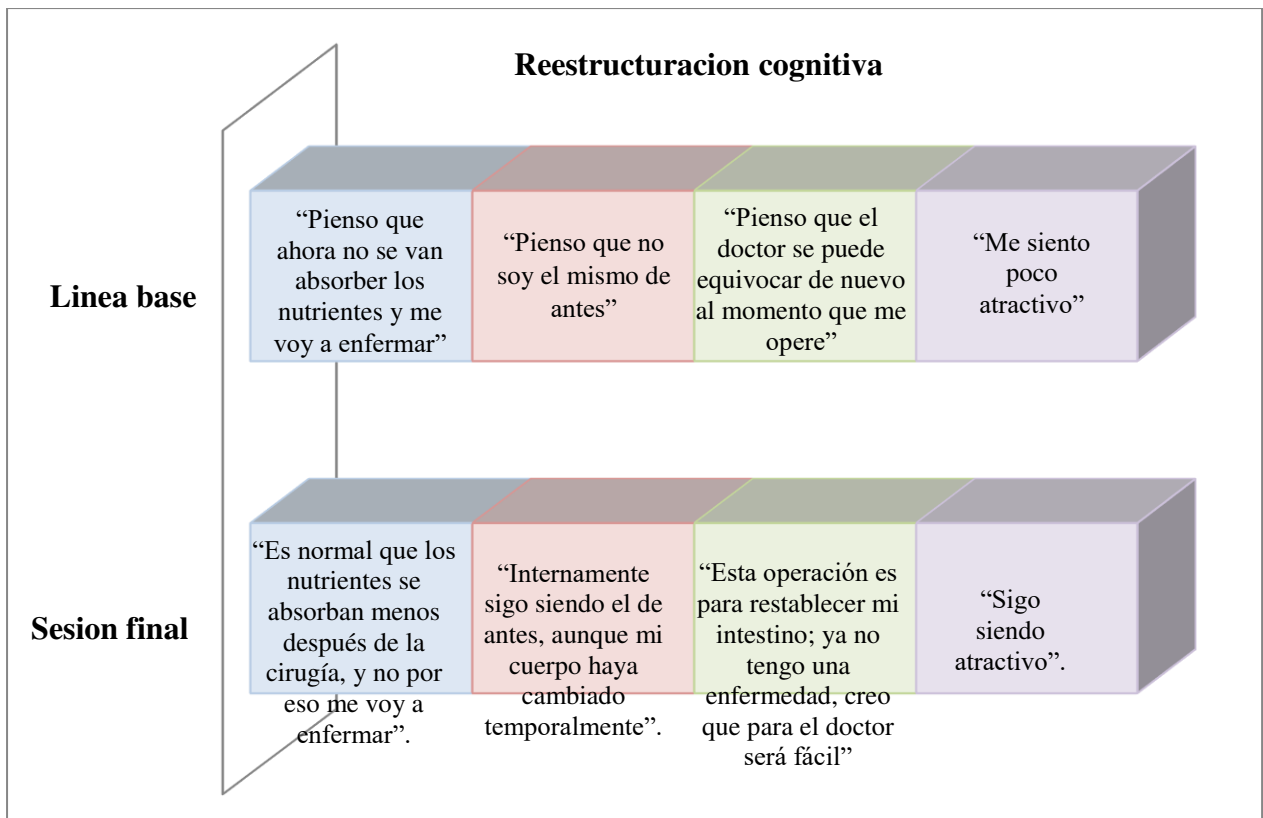 Reestructuracion cognitiva
Linea base
“Pienso que
ahora no se van
absorber los
nutrientes y me
voy a enfermar”
“Pienso que no
soy el mismo de
antes”
“Pienso que el
doctor se puede
equivocar de nuevo
al momento que me
opere”
“Me siento
poco
atractivo”
Sesion final
“Es normal que los
nutrientes se
absorban menos
después de la
cirugía, y no por
eso me voy a
enfermar”.
“Internamente
sigo siendo el de
antes, aunque mi
cuerpo haya
cambiado
temporalmente”.
“Esta operación es
para restablecer mi
intestino; ya no
tengo una
enfermedad, creo
que para el doctor
será fácil”
“Sigo
siendo
atractivo”.